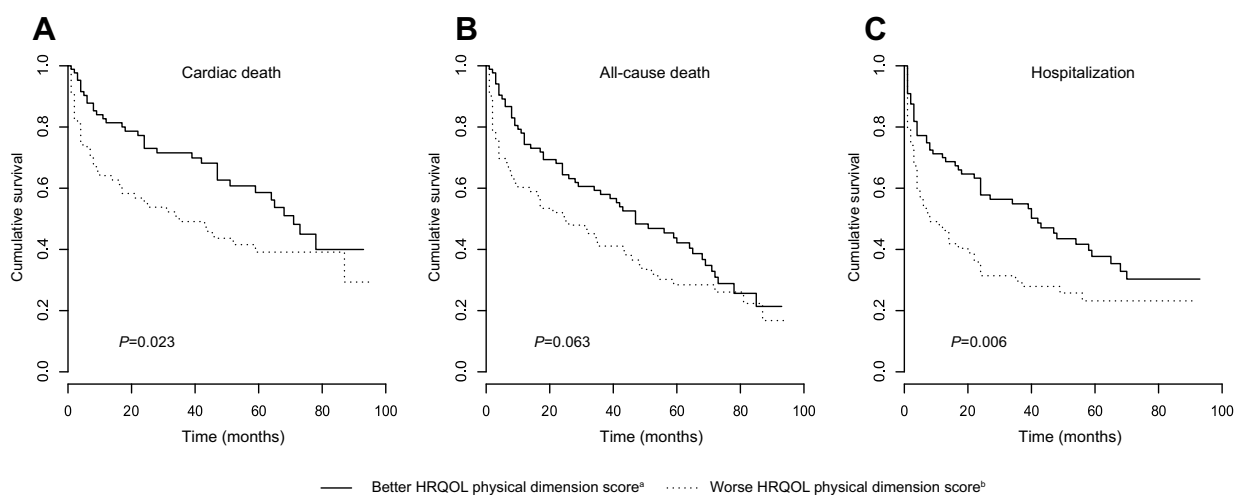 A
Cardiac death
Cumulative survival
1.0
0.8
0.6
0.4
0.2
0.0
P=0.023
0 20 40 60 80 100
Time (months)
B
All-cause death
Cumulative survival
1.0
0.8
0.6
0.4
0.2
0.0
P=0.063
0 20 40 60 80 100
Time (months)
C
Hospitalization
Cumulative survival
1.0
0.8
0.6
0.4
0.2
0.0
P=0.006
0 20 40 60 80 100
Time (months)
Better HRQOL physical dimension scoreᵃ Worse HRQOL physical dimension scoreᵇ